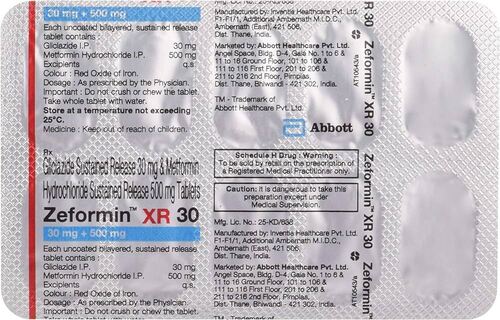 30 mg + 500 mg
Each uncoated bilayered, sustained release
tablet contains :
Gliclazide I.P. 30 mg
Metformin Hydrochloride I.P. 500 mg
Excipients q.s.
Colour : Red Oxide of Iron.
Dosage : As prescribed by the Physician.
Important : Do not crush or chew the tablet.
Take whole tablet with water.
Store at a temperature not exceeding
25°C.
Medicine : Keep out of reach of children.
Rx
Gliclazide Sustained Release 30 mg & Metformin
Hydrochloride Sustained Release 500 mg Tablets
Zeformin™ XR 30
30 mg + 500 mg
Each uncoated bilayered, sustained release
tablet contains :
Gliclazide I.P. 30 mg
Metformin Hydrochloride I.P. 500 mg
Excipients q.s.
Colour : Red Oxide of Iron.
Dosage : As prescribed by the Physician
Important : Do not crush or chew the tablet.
Manufactured by: Inventia Healthcare Pvt. Ltd.
F1-F1/1, Additional Ambernath M.I.D.C.,
Ambernath (East), 421 506,
Dist. Thane, India.
Marketed by: Abbott Healthcare Pvt. Ltd.
Angel Space, Bldg. D-4, Gala No. 1 to 6 &
11 to 16 Ground Floor, 101 to 106 &
111 to 116 First Floor, 201 to 206 &
211 to 216 2nd Floor, Pimplas,
Dist. Thane, Bhiwandi - 421 302, India.
TM - Trademark of
Abbott Healthcare Pvt. Ltd.
Abbott
Schedule H Drug : Warning :
To be sold by retail on the prescription of
a Registered Medical Practitioner only.
Caution: It is dangerous to take this
preparation except under
Medical Supervision.
Mfg. Lic. No.: 25-KD/638
Manufactured by: Inventia Healthcare Pvt. Ltd.
F1-F1/1, Additional Ambernath M.I.D.C.,
Ambernath (East), 421 506,
Dist. Thane, India.
Marketed by: Abbott Healthcare Pvt. Ltd.
Angel Space, Bldg. D-4, Gala No. 1 to 6 &
11 to 16 Ground Floor, 101 to 106 &
111 to 116 First Floor, 201 to 206 &
211 to 216 2nd Floor, Pimplas,
Dist. Thane, Bhiwandi - 421 302, India.
TM - Trademark of
XR 30
AT10543/a
Zeformin™ XR 30
AT10543/a
Zeformin™